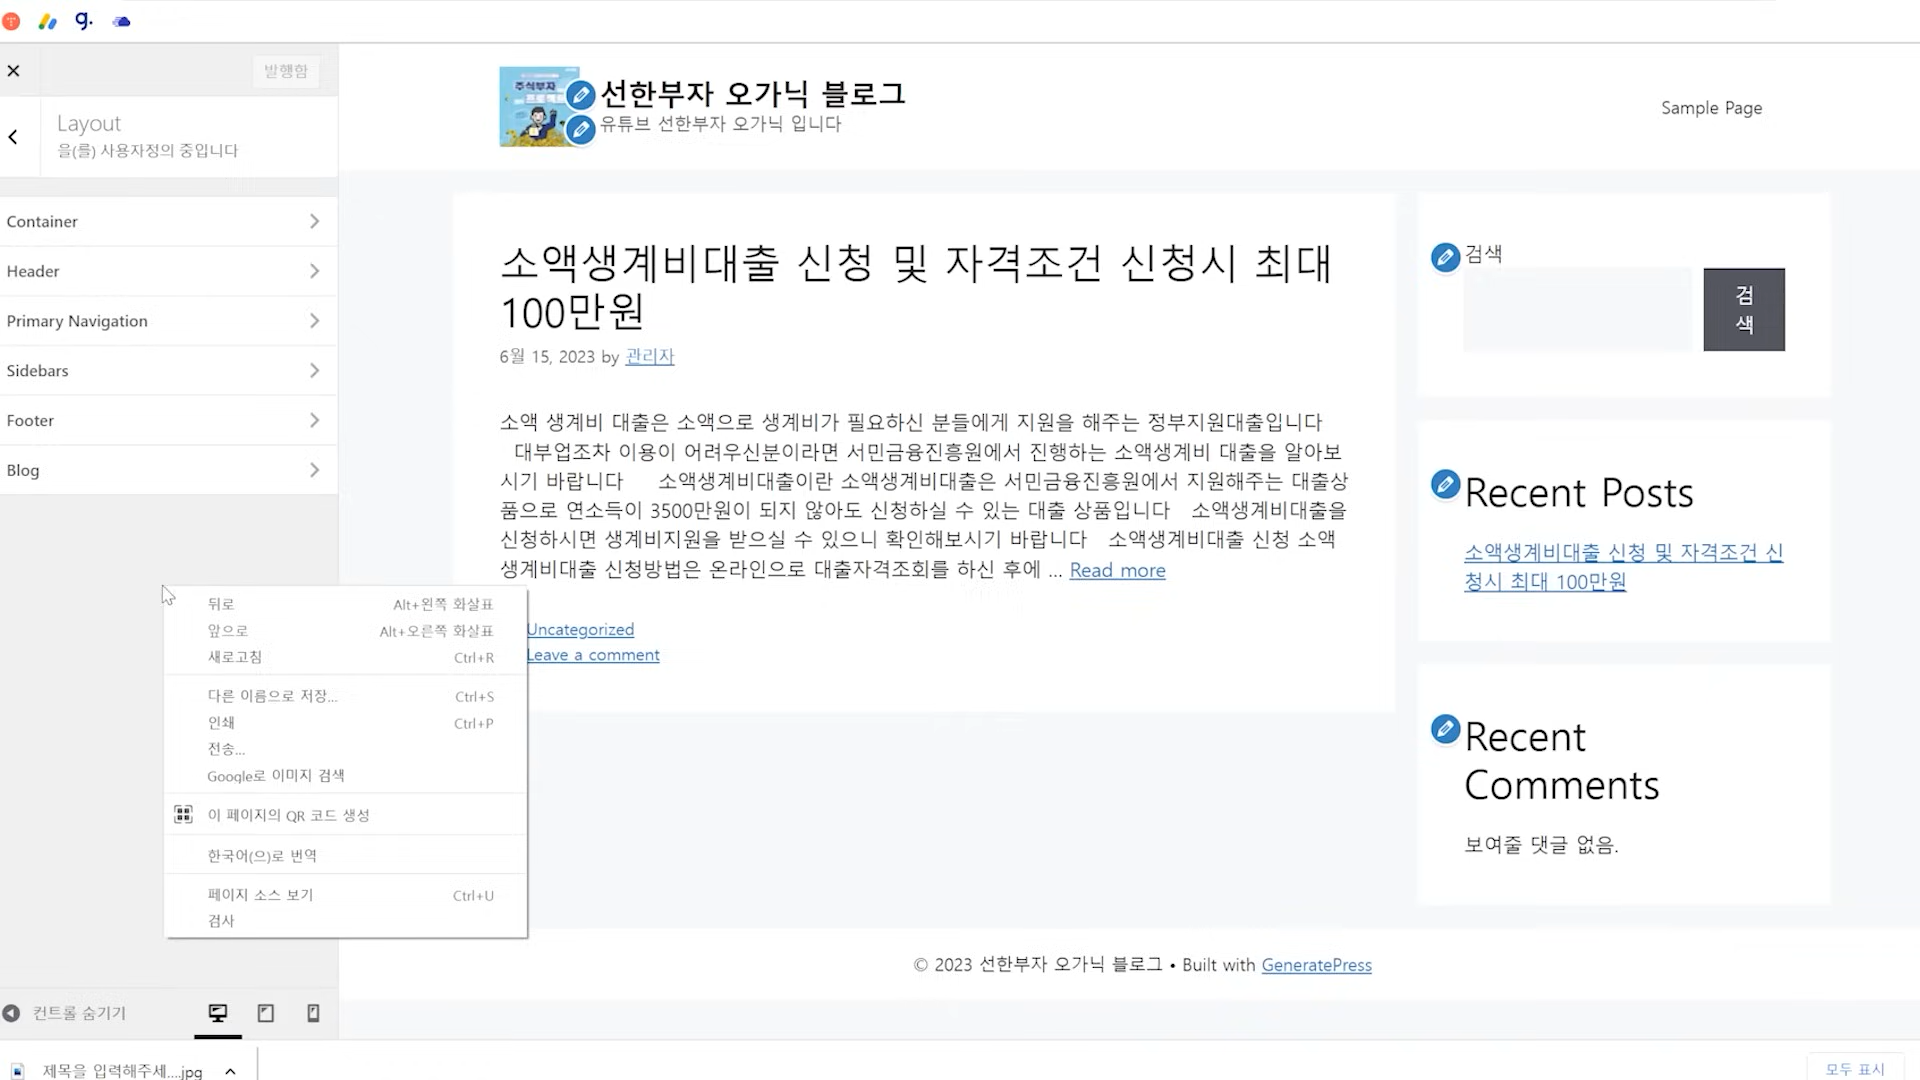 g.
발행함
Layout
을(를) 사용자정의 중입니다
Container
Header
Primary Navigation
Sidebars
Footer
Blog
컨트롤 숨기기
주식부자
선한부자 오가닉 블로그
유튜브 선한부자 오가닉 입니다
Sample Page
소액생계비대출 신청 및 자격조건 신청시 최대
100만원
6월 15, 2023 by 관리자
소액 생계비 대출은 소액으로 생계비가 필요하신 분들에게 지원을 해주는 정부지원대출입니다
대부업조차 이용이 어려우신분이라면 서민금융진흥원에서 진행하는 소액생계비 대출을 알아보
시기 바랍니다 소액생계비대출이란 소액생계비대출은 서민금융진흥원에서 지원해주는 대출상
품으로 연소득이 3500만원이 되지 않아도 신청하실 수 있는 대출 상품입니다 소액생계비대출을
신청하시면 생계비지원을 받으실 수 있으니 확인해보시기 바랍니다 소액생계비대출 신청 소액
생계비대출 신청방법은 온라인으로 대출자격조회를 하신 후에 ... Read more
Uncategorized
Leave a comment
뒤로 Alt+왼쪽 화살표
앞으로 Alt+오른쪽 화살표
새로고침 Ctrl+R
다른 이름으로 저장... Ctrl+S
인쇄 Ctrl+P
전송...
Google로 이미지 검색
이 페이지의 QR 코드 생성
한국어(으)로 번역
페이지 소스 보기 Ctrl+U
검사
검색
검
색
Recent Posts
소액생계비대출 신청 및 자격조건 신
청시 최대 100만원
Recent
Comments
보여줄 댓글 없음.
© 2023 선한부자 오가닉 블로그 • Built with GeneratePress
제목을 입력해주세....jpg
모두 표시